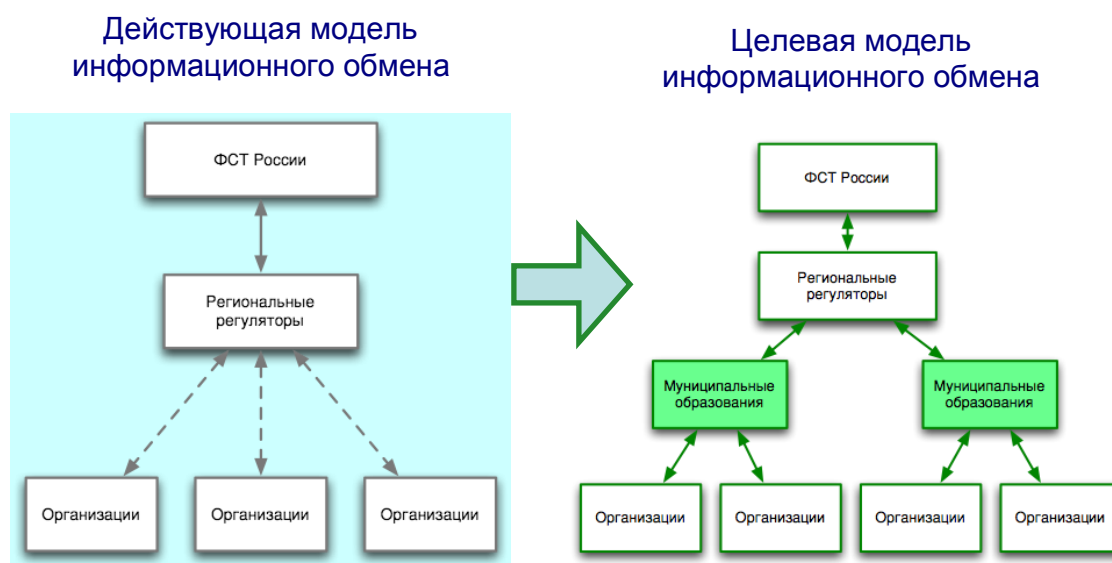 Действующая модель
информационного обмена
ФСТ России
Региональные
регуляторы
Организации
Организации
Организации
Целевая модель
информационного обмена
ФСТ России
Региональные
регуляторы
Муниципальные
образования
Муниципальные
образования
Организации
Организации
Организации
Организации